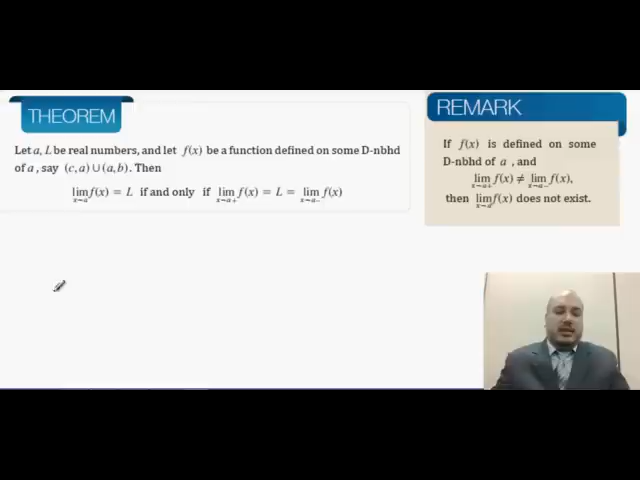 THEOREM
Let a, L be real numbers, and let f(x) be a function defined on some D-nbhd
of a, say (c, a) ∪ (a, b). Then
lim f(x) = L if and only if lim f(x) = L = lim f(x)
x→a x→a+ x→a−
REMARK
If f(x) is defined on some
D-nbhd of a, and
lim f(x) ≠ lim f(x),
x→a+ x→a−
then lim f(x) does not exist.
x→a